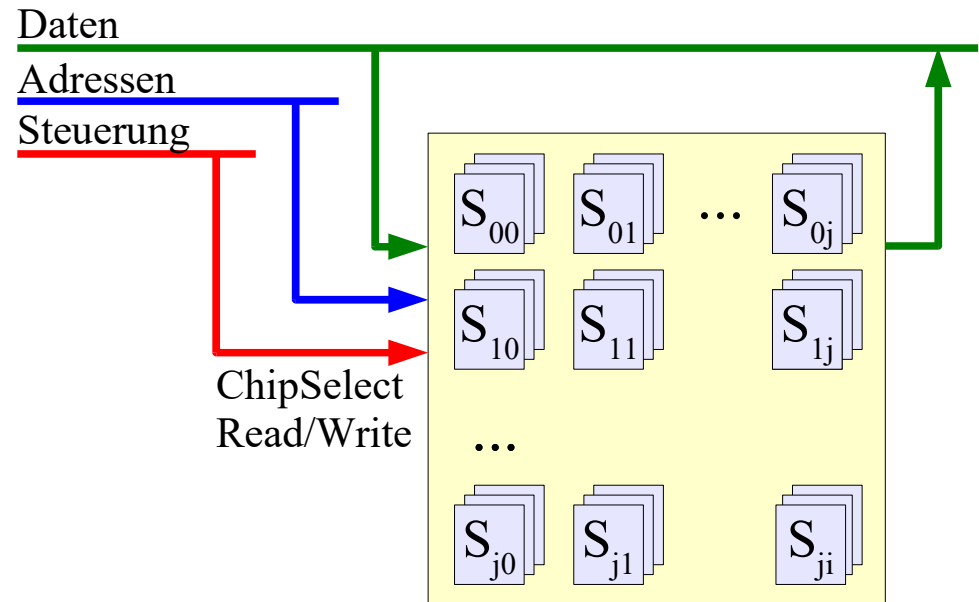 Daten
Adressen
Steuerung
S00 S01 ... S0j
S10 S11 S1j
ChipSelect
Read/Write
...
Sj0 Sj1 Sji